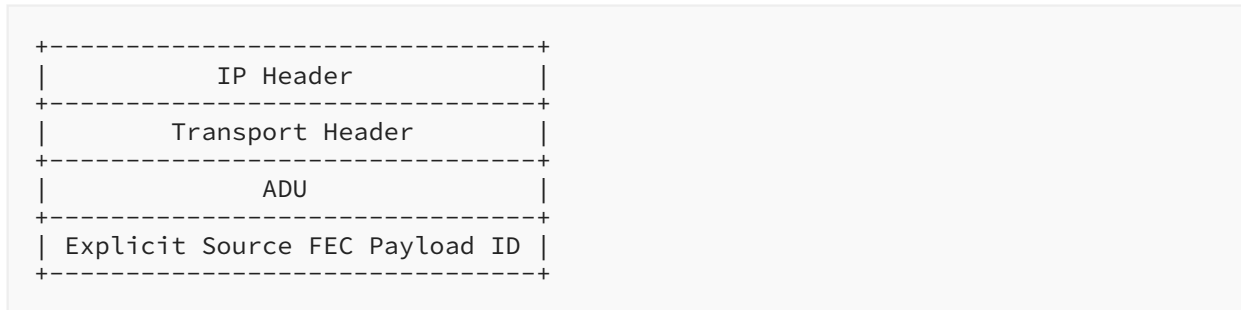 +--------------------------------+
|           IP Header            |
+--------------------------------+
|        Transport Header        |
+--------------------------------+
|              ADU               |
+--------------------------------+
| Explicit Source FEC Payload ID |
+--------------------------------+